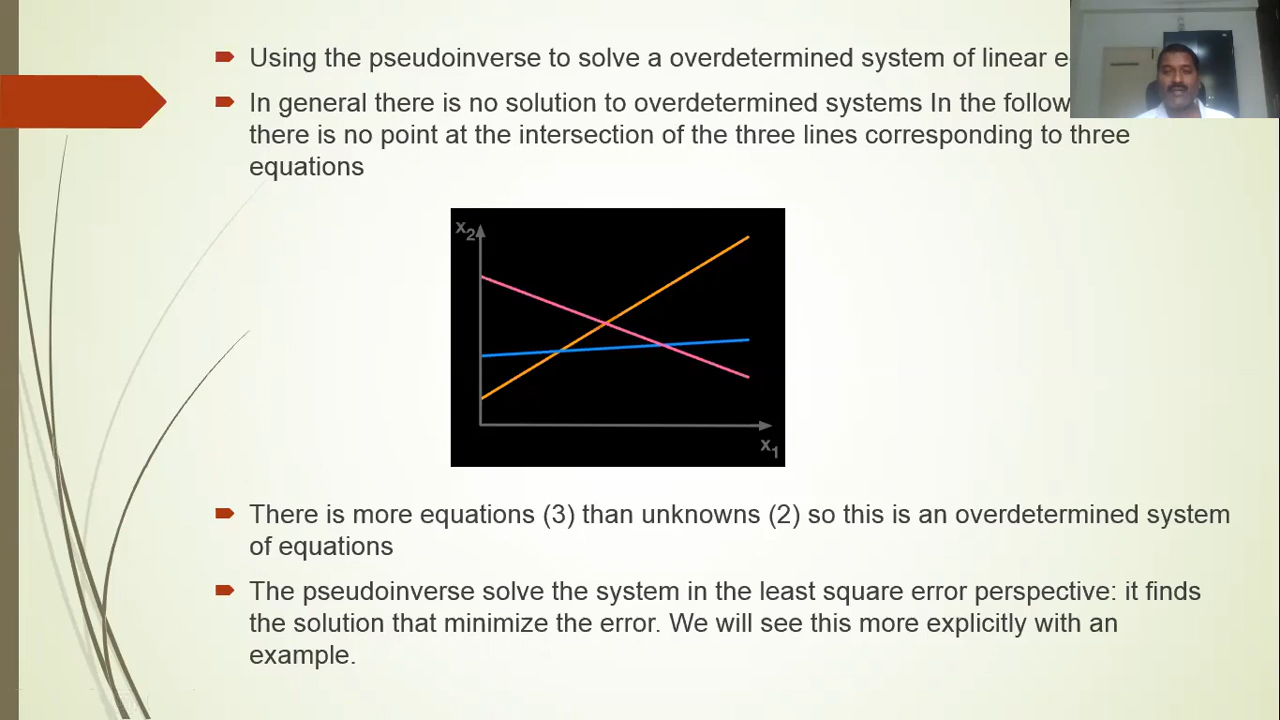 Using the pseudoinverse to solve a overdetermined system of linear
In general there is no solution to overdetermined systems In the
there is no point at the intersection of the three lines corresponding to three
equations
x2
x1
There is more equations (3) than unknowns (2) so this is an overdetermined system
of equations
The pseudoinverse solve the system in the least square error perspective: it finds
the solution that minimize the error. We will see this more explicitly with an
example.